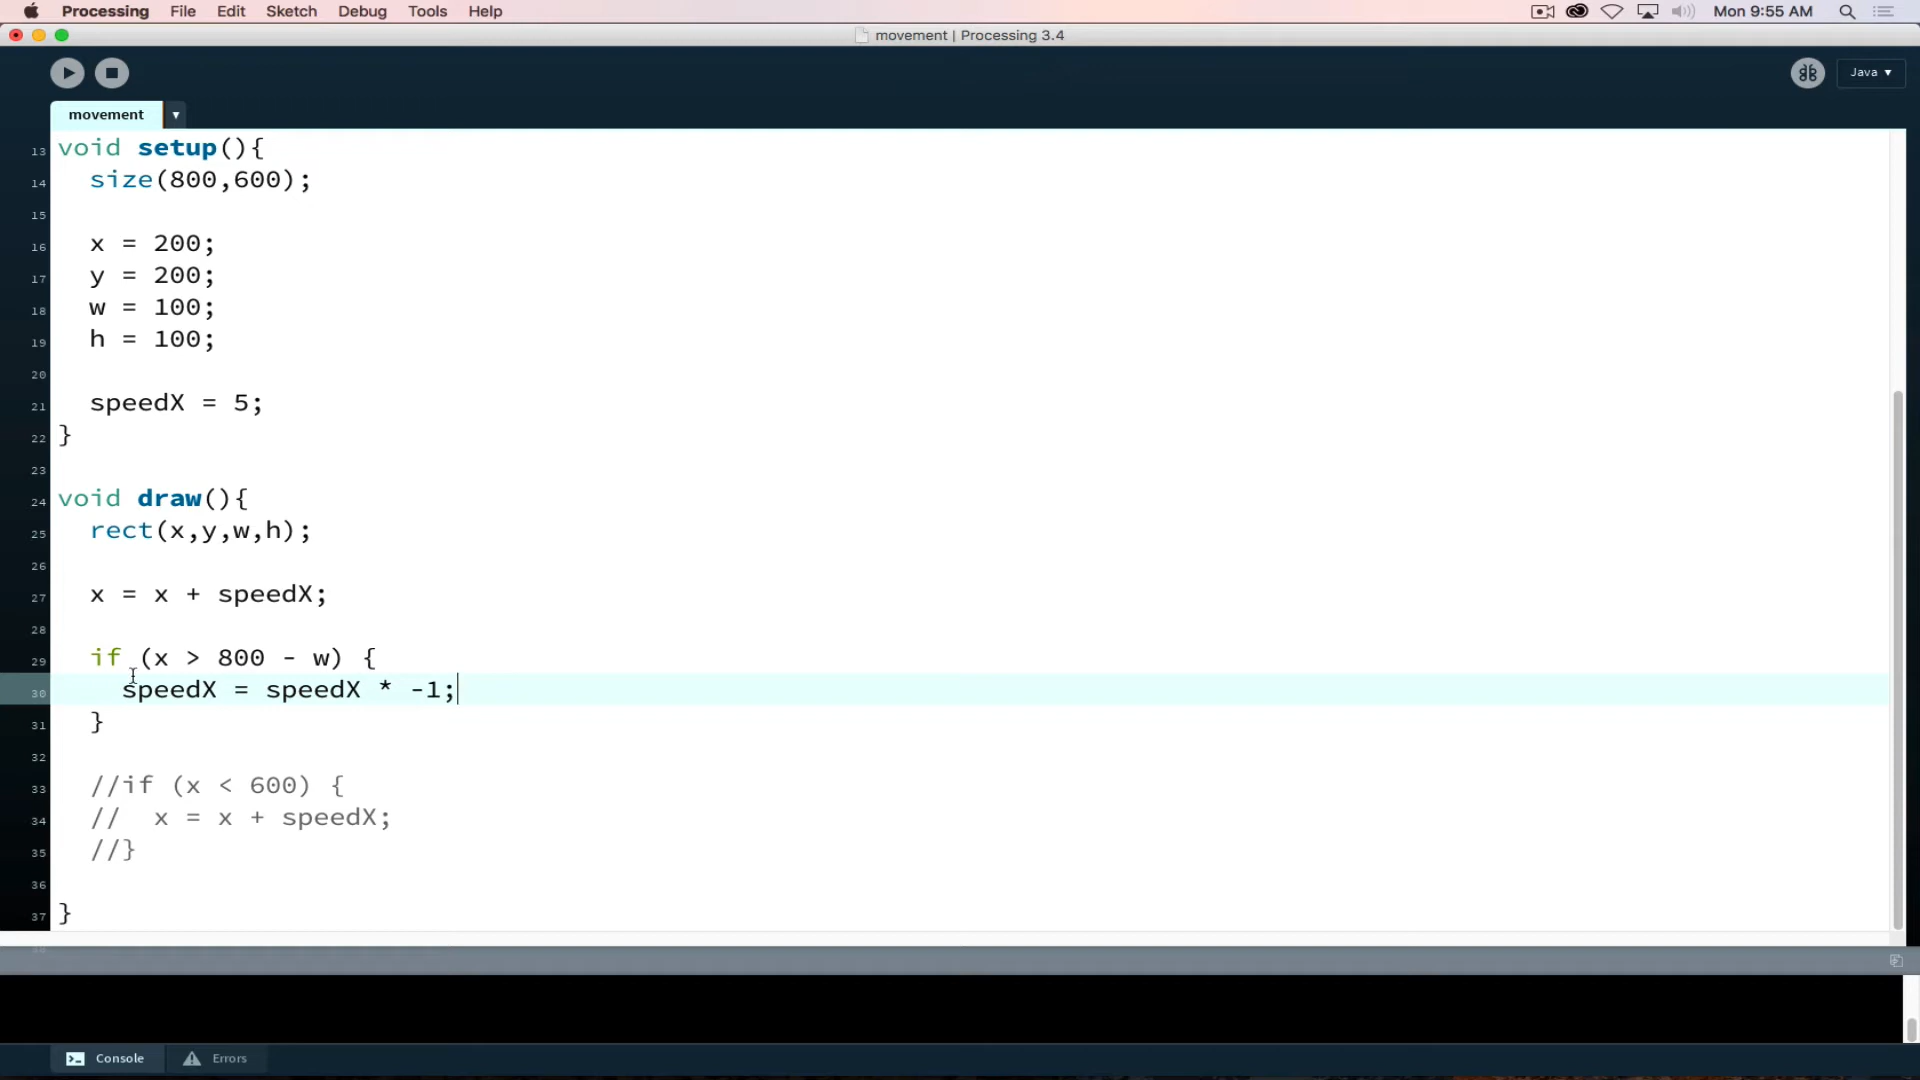 Processing File Edit Sketch Debug Tools Help Mon 9:55 AM
movement | Processing 3.4
Java ▾
movement ▾
13 void setup(){
14   size(800,600);
15
16   x = 200;
17   y = 200;
18   w = 100;
19   h = 100;
20
21   speedX = 5;
22 }
23
24 void draw(){
25   rect(x,y,w,h);
26
27   x = x + speedX;
28
29   if (x > 800 - w) {
30     speedX = speedX * -1;
31   }
32
33   //if (x < 600) {
34   //  x = x + speedX;
35   //}
36
37 }
38
Console Errors